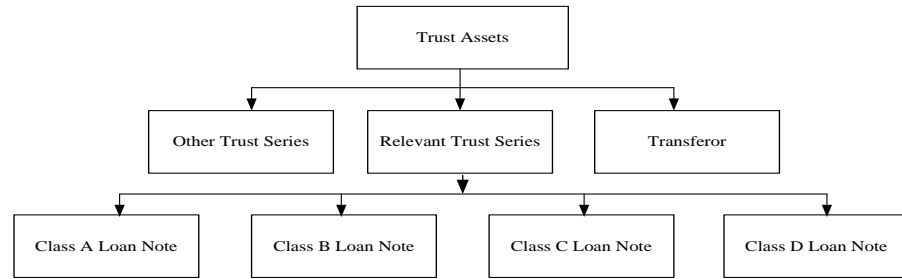 Trust Assets
Other Trust Series
Relevant Trust Series
Transferor
Class A Loan Note
Class B Loan Note
Class C Loan Note
Class D Loan Note